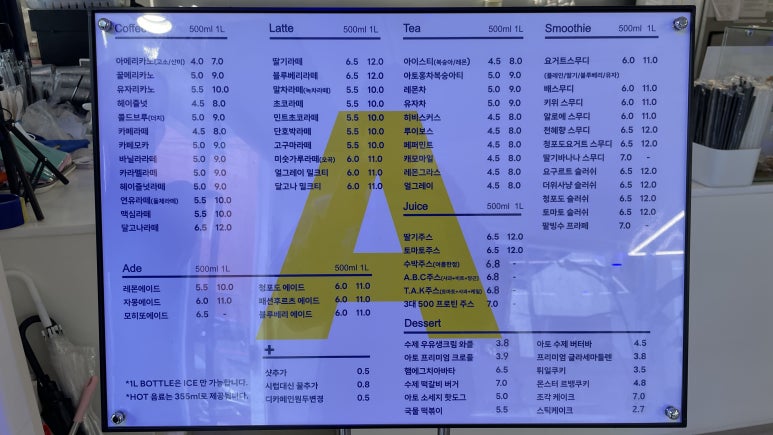 Coffee 500ml 1L
아메리카노(고소/산미) 4.0 7.0
꿀메리카노 5.0 9.0
유자리카노 5.5 10.0
헤이즐넛 4.5 8.0
콜드브루(더치) 5.0 9.0
카페라떼 4.5 8.0
카페모카 5.0 9.0
바닐라라떼 5.0 9.0
카라멜라떼 5.0 9.0
헤이즐넛라떼 5.0 9.0
연유라떼(돌체라떼) 5.5 10.0
맥심라떼 5.5 10.0
달고나라떼 6.5 12.0
Latte 500ml 1L
딸기라떼 6.5 12.0
블루베리라떼 6.5 12.0
말차라떼(녹차라떼) 5.5 10.0
초코라떼 5.5 10.0
민트초코라떼 5.5 10.0
단호박라떼 5.5 10.0
고구마라떼 5.5 10.0
미숫가루라떼(오곡) 6.0 11.0
얼그레이 밀크티 6.0 11.0
달고나 밀크티 6.0 11.0
Tea 500ml 1L
아이스티(복숭아/레몬) 4.5 8.0
아토홍차복숭아티 5.0 9.0
레몬차 5.0 9.0
유자차 5.0 9.0
히비스커스 4.5 8.0
루이보스 4.5 8.0
페퍼민트 4.5 8.0
캐모마일 4.5 8.0
레몬그라스 4.5 8.0
얼그레이 4.5 8.0
Juice 500ml 1L
딸기주스 6.5 12.0
토마토주스 6.5 12.0
수박주스(여름한정) 6.8 -
A.B.C주스(사과+비트+당근) 6.8 -
T.A.K주스(토마토+사과+케일) 6.8 -
3대 500 프로틴 주스 7.0 -
Smoothie 500ml 1L
요거트스무디 6.0 11.0
(플레인/딸기/블루베리/유자)
배스무디 6.0 11.0
키위 스무디 6.0 11.0
알로에 스무디 6.0 11.0
천혜향 스무디 6.5 12.0
청포도요거트 스무디 6.5 12.0
딸기바나나 스무디 7.0 -
요구르트 슬러쉬 6.5 12.0
더위사냥 슬러쉬 6.5 12.0
청포도 슬러쉬 6.5 12.0
토마토 슬러쉬 6.5 12.0
팥빙수 프라페 7.0 -
Ade 500ml 1L 500ml 1L
레몬에이드 5.5 10.0 청포도 에이드 6.0 11.0
자몽에이드 6.0 11.0 패션후르츠 에이드 6.0 11.0
모히또에이드 6.5 - 블루베리 에이드 6.0 11.0
+
샷추가 0.5
시럽대신 꿀추가 0.8
디카페인원두변경 0.5
*1L BOTTLE은 ICE 만 가능합니다.
*HOT 음료는 355ml로 제공됩니다.
Dessert
수제 우유생크림 와플 3.8 아토 수제 버터바 4.5
아토 프리미엄 크로플 3.9 프리미엄 글라세마들렌 3.8
햄에그치아바타 6.5 튀일쿠키 3.5
수제 떡갈비 버거 7.0 몬스터 르뱅쿠키 4.8
아토 소세지 핫도그 5.0 조각 케이크 7.0
국물 떡볶이 5.5 스틱케이크 2.7
A